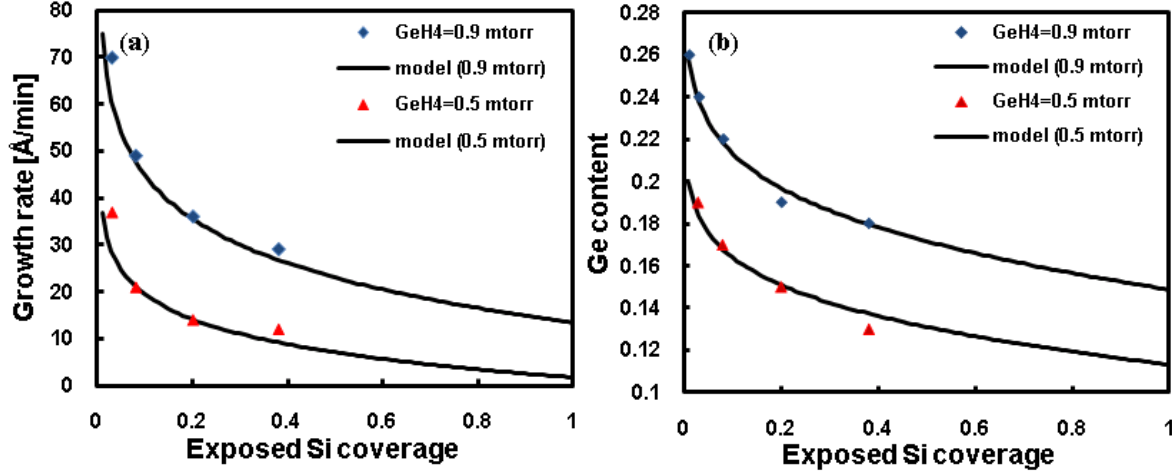 (a)
GeH4=0.9 mtorr
model (0.9 mtorr)
GeH4=0.5 mtorr
model (0.5 mtorr)
80
70
60
50
40
30
20
10
0
Growth rate [Å/min]
0
0.2
0.4
0.6
0.8
1
Exposed Si coverage
(b)
GeH4=0.9 mtorr
model (0.9 mtorr)
GeH4=0.5 mtorr
model (0.5 mtorr)
0.28
0.26
0.24
0.22
0.2
0.18
0.16
0.14
0.12
0.1
Ge content
0
0.2
0.4
0.6
0.8
1
Exposed Si coverage